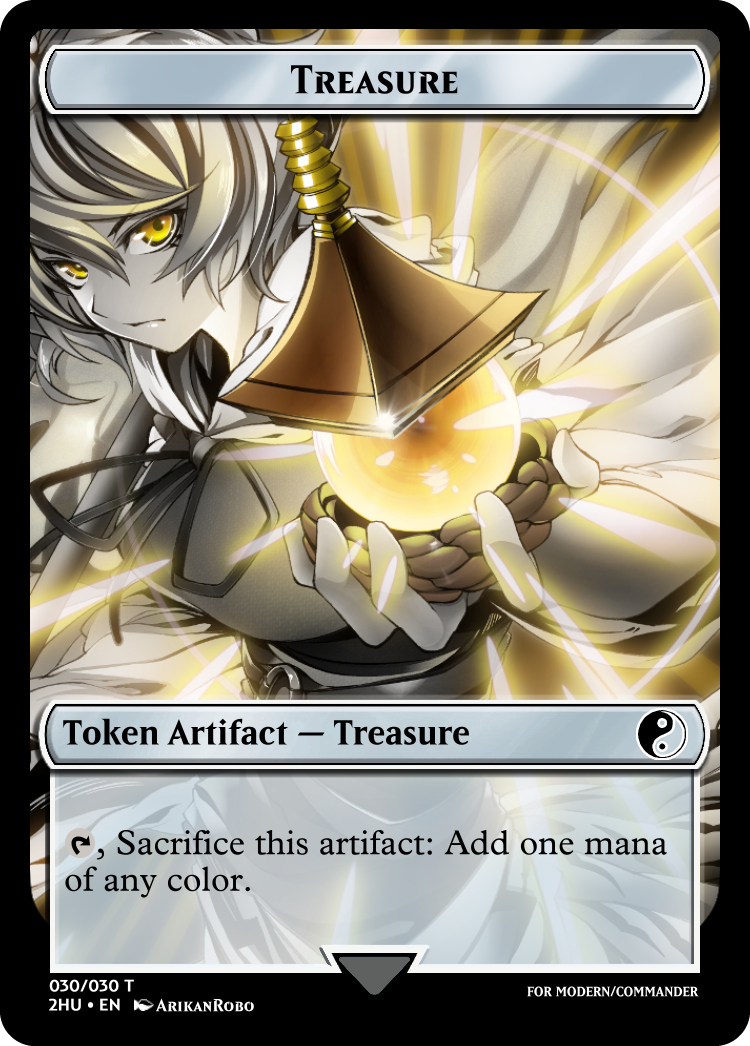 Treasure
Token Artifact — Treasure
, Sacrifice this artifact: Add one mana
of any color.
030/030 T
2HU • EN ArikanRobo
FOR MODERN/COMMANDER